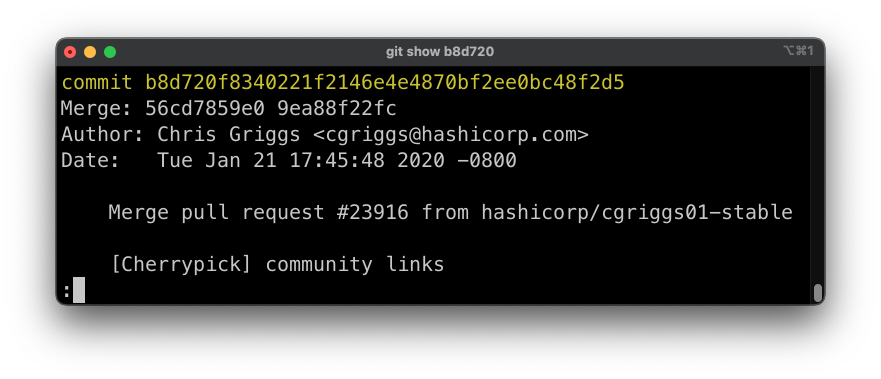 git show b8d720
⌥⌘1
commit b8d720f8340221f2146e4e4870bf2ee0bc48f2d5
Merge: 56cd7859e0 9ea88f22fc
Author: Chris Griggs <cgriggs@hashicorp.com>
Date:   Tue Jan 21 17:45:48 2020 -0800
Merge pull request #23916 from hashicorp/cgriggs01-stable
[Cherrypick] community links
: